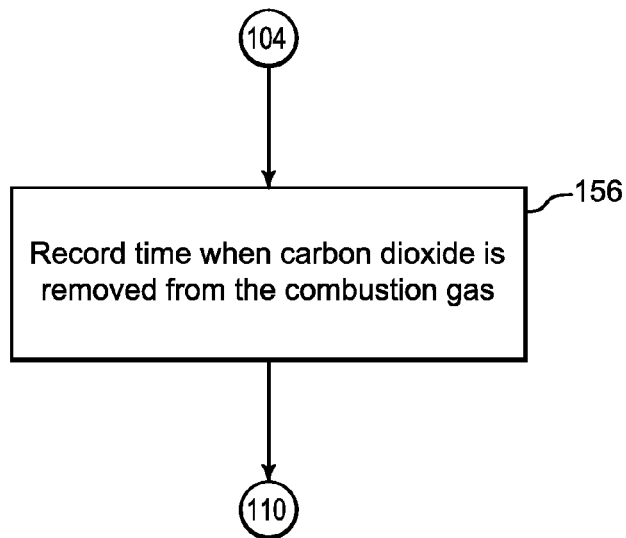 104
156
Record time when carbon dioxide is
removed from the combustion gas
110